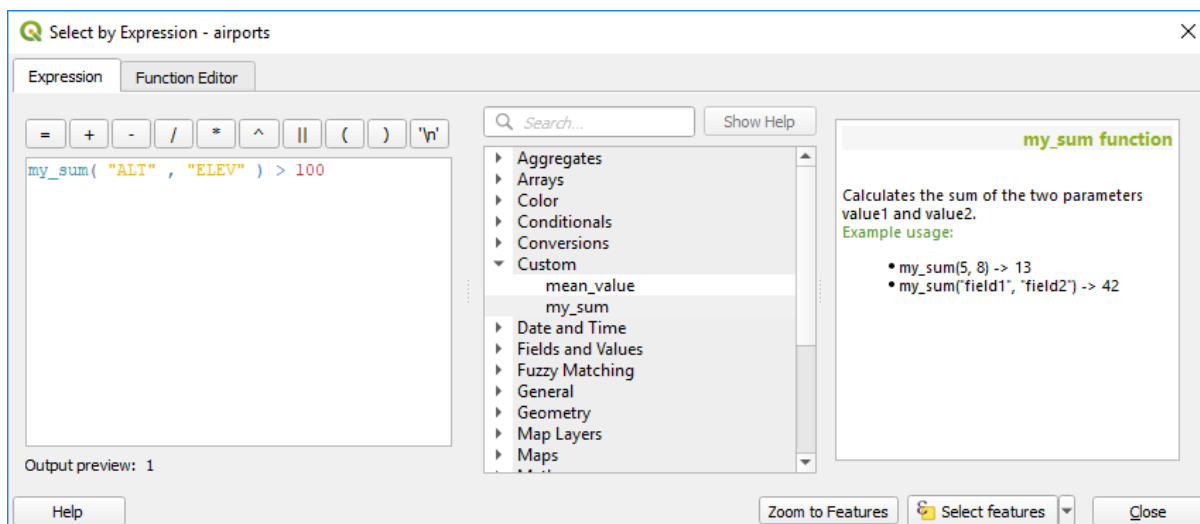 Select by Expression - airports
Expression
Function Editor
= + - / * ^ || ( ) '\n'
my_sum( "ALT" , "ELEV" ) > 100
Output preview: 1
Search...
Show Help
Aggregates
Arrays
Color
Conditionals
Conversions
Custom
mean_value
my_sum
Date and Time
Fields and Values
Fuzzy Matching
General
Geometry
Map Layers
Maps
my_sum function
Calculates the sum of the two parameters
value1 and value2.
Example usage:
• my_sum(5, 8) -> 13
• my_sum("field1", "field2") -> 42
Help
Zoom to Features
Select features
Close